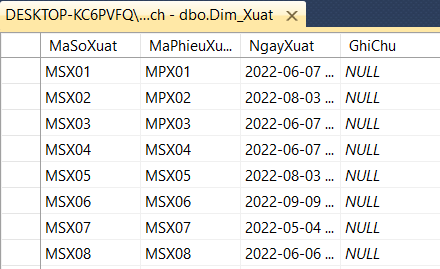 DESKTOP-KC6PVFQ\...ch - dbo.Dim_Xuat ×
MaSoXuat MaPhieuXu... NgayXuat GhiChu
MSX01 MPX01 2022-06-07 ... NULL
MSX02 MPX02 2022-08-03 ... NULL
MSX03 MPX03 2022-06-07 ... NULL
MSX04 MSX04 2022-06-07 ... NULL
MSX05 MSX05 2022-08-03 ... NULL
MSX06 MSX06 2022-09-09 ... NULL
MSX07 MSX07 2022-05-04 ... NULL
MSX08 MSX08 2022-06-06 ... NULL